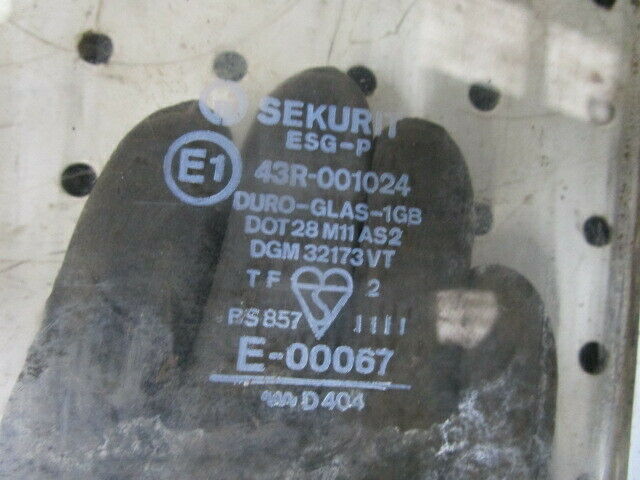 SEKURIT
ESG-P
E1
43R-001024
DURO-GLAS-1GB
DOT 28 M11 AS2
DGM 32173 VT
T F 2
BS 857
E-00067
D 404